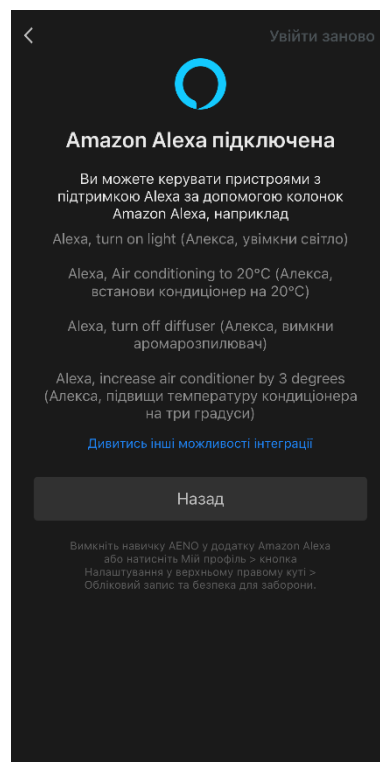 Увійти заново
Amazon Alexa підключена
Ви можете керувати пристроями з
підтримкою Alexa за допомогою колонок
Amazon Alexa, наприклад
Alexa, turn on light (Алекса, увімкни світло)
Alexa, Air conditioning to 20°C (Алекса,
встанови кондиціонер на 20°C)
Alexa, turn off diffuser (Алекса, вимкни
аромарозпилювач)
Alexa, increase air conditioner by 3 degrees
(Алекса, підвищи температуру кондиціонера
на три градуси)
Дивитись інші можливості інтеграції
Назад
Вимкніть навичку AENO у додатку Amazon Alexa
або натисніть Мій профіль > кнопка
Налаштування у верхньому правому куті >
Обліковий запис та безпека для заборони.